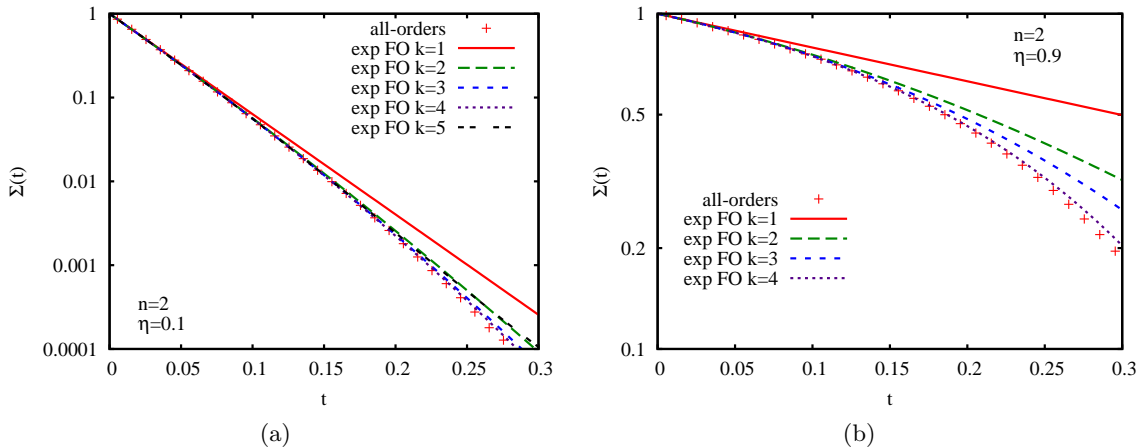 1
0.1
0.01
0.001
0.0001
Σ(t)
0
0.05
0.1
0.15
0.2
0.25
0.3
t
all-orders
exp FO k=1
exp FO k=2
exp FO k=3
exp FO k=4
exp FO k=5
n=2
η=0.1
(a)
1
0.5
0.2
0.1
Σ(t)
0
0.05
0.1
0.15
0.2
0.25
0.3
t
n=2
η=0.9
all-orders
exp FO k=1
exp FO k=2
exp FO k=3
exp FO k=4
(b)